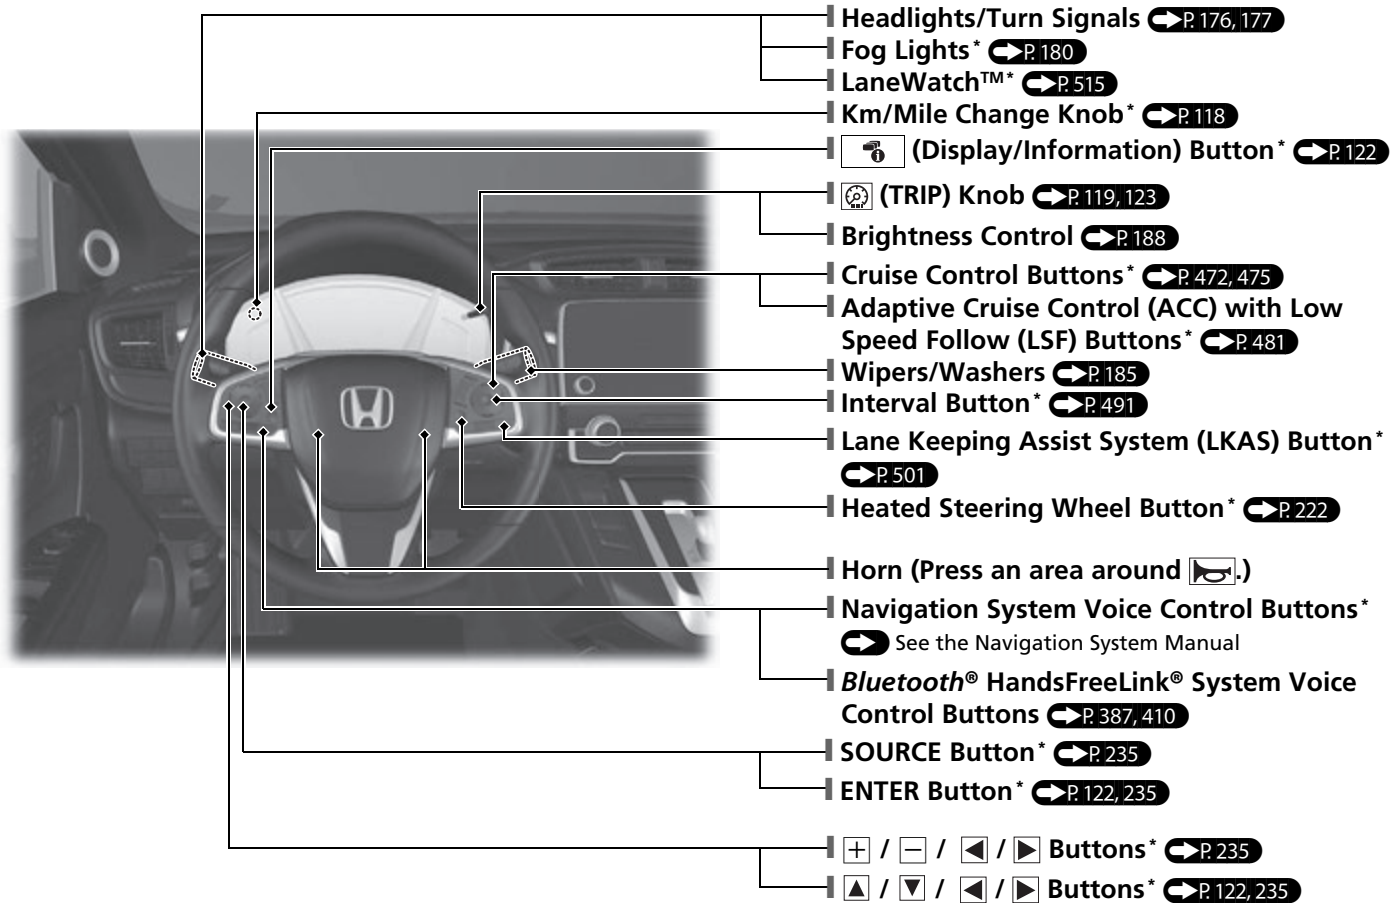 Headlights/Turn Signals P. 176, 177
Fog Lights* P. 180
LaneWatch™* P. 515
Km/Mile Change Knob* P. 118
(Display/Information) Button* P. 122
(TRIP) Knob P. 119, 123
Brightness Control P. 188
Cruise Control Buttons* P. 472, 475
Adaptive Cruise Control (ACC) with Low
Speed Follow (LSF) Buttons* P. 481
Wipers/Washers P. 185
Interval Button* P. 491
Lane Keeping Assist System (LKAS) Button*
P. 501
Heated Steering Wheel Button* P. 222
Horn (Press an area around .)
Navigation System Voice Control Buttons*
See the Navigation System Manual
Bluetooth® HandsFreeLink® System Voice
Control Buttons P. 387, 410
SOURCE Button* P. 235
ENTER Button* P. 122, 235
+ / − / ◀ / ▶ Buttons* P. 235
▲ / ▼ / ◀ / ▶ Buttons* P. 122, 235